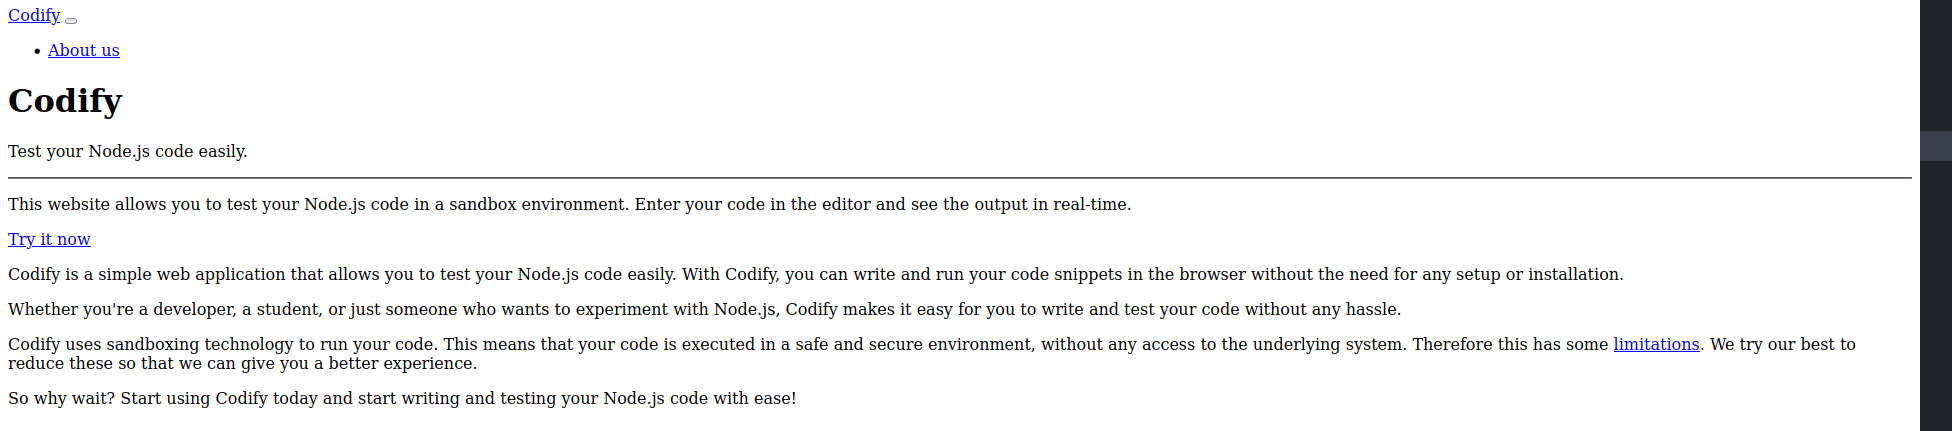 Codify
About us
Codify
Test your Node.js code easily.
This website allows you to test your Node.js code in a sandbox environment. Enter your code in the editor and see the output in real-time.
Try it now
Codify is a simple web application that allows you to test your Node.js code easily. With Codify, you can write and run your code snippets in the browser without the need for any setup or installation.
Whether you're a developer, a student, or just someone who wants to experiment with Node.js, Codify makes it easy for you to write and test your code without any hassle.
Codify uses sandboxing technology to run your code. This means that your code is executed in a safe and secure environment, without any access to the underlying system. Therefore this has some limitations. We try our best to
reduce these so that we can give you a better experience.
So why wait? Start using Codify today and start writing and testing your Node.js code with ease!